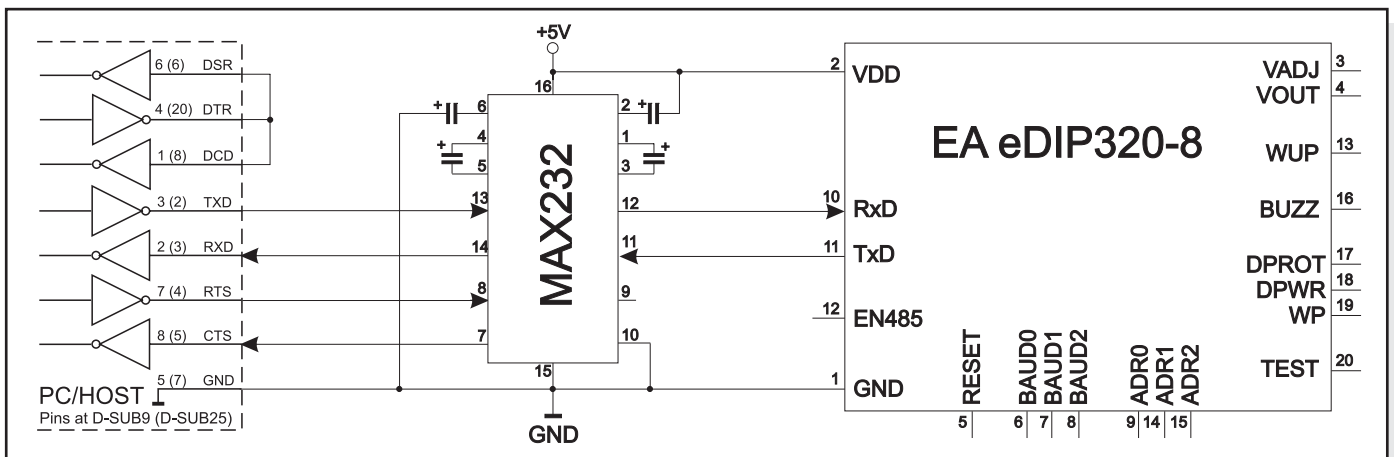 +5V
6 (6) DSR
4 (20) DTR
1 (8) DCD
3 (2) TXD
2 (3) RXD
7 (4) RTS
8 (5) CTS
5 (7) GND
PC/HOST
Pins at D-SUB9 (D-SUB25)
MAX232
16
+ 6
4
+
5
13
14
8
7
15
2 +
1
+
3
12
11
9
10
GND
EA eDIP320-8
2 VDD
10 RxD
11 TxD
12 EN485
1 GND
RESET 5
BAUD0 6
BAUD1 7
BAUD2 8
ADR0 9
ADR1 14
ADR2 15
VADJ 3
VOUT 4
WUP 13
BUZZ 16
DPROT 17
DPWR 18
WP 19
TEST 20